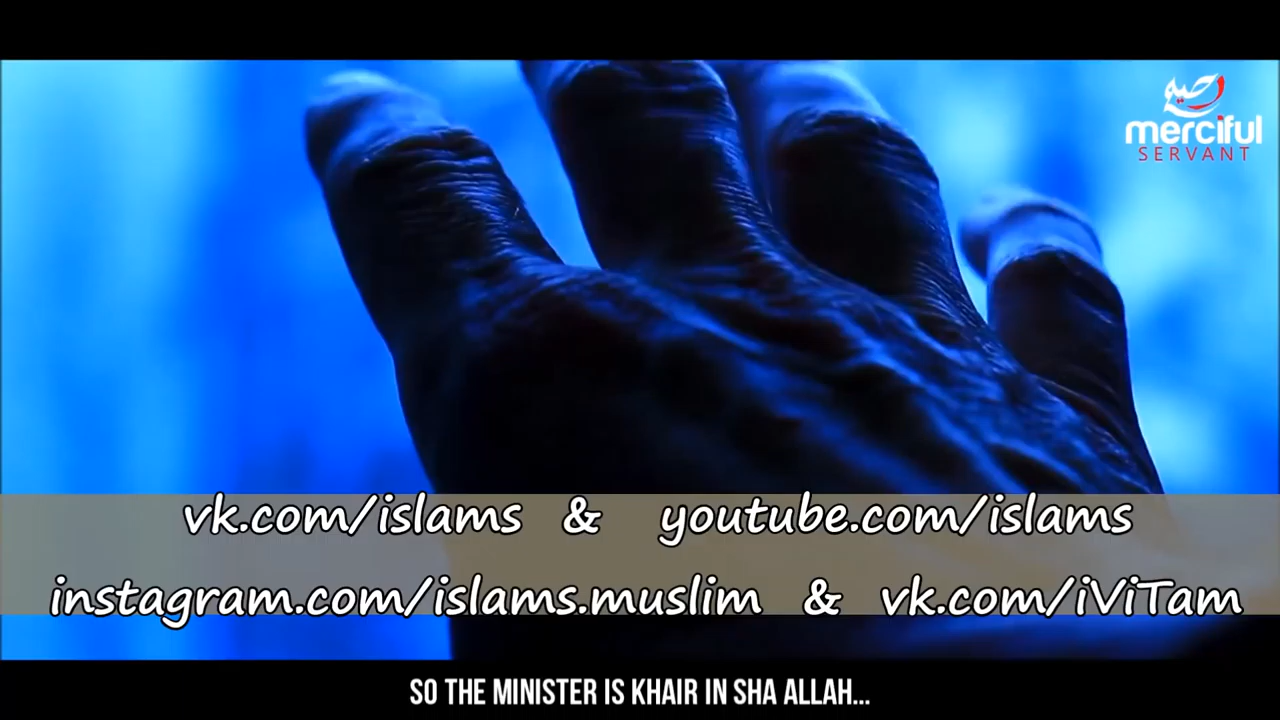 merciful
SERVANT
vk.com/islams & youtube.com/islams
instagram.com/islams.muslim & vk.com/iViTam
SO THE MINISTER IS KHAIR IN SHA ALLAH...